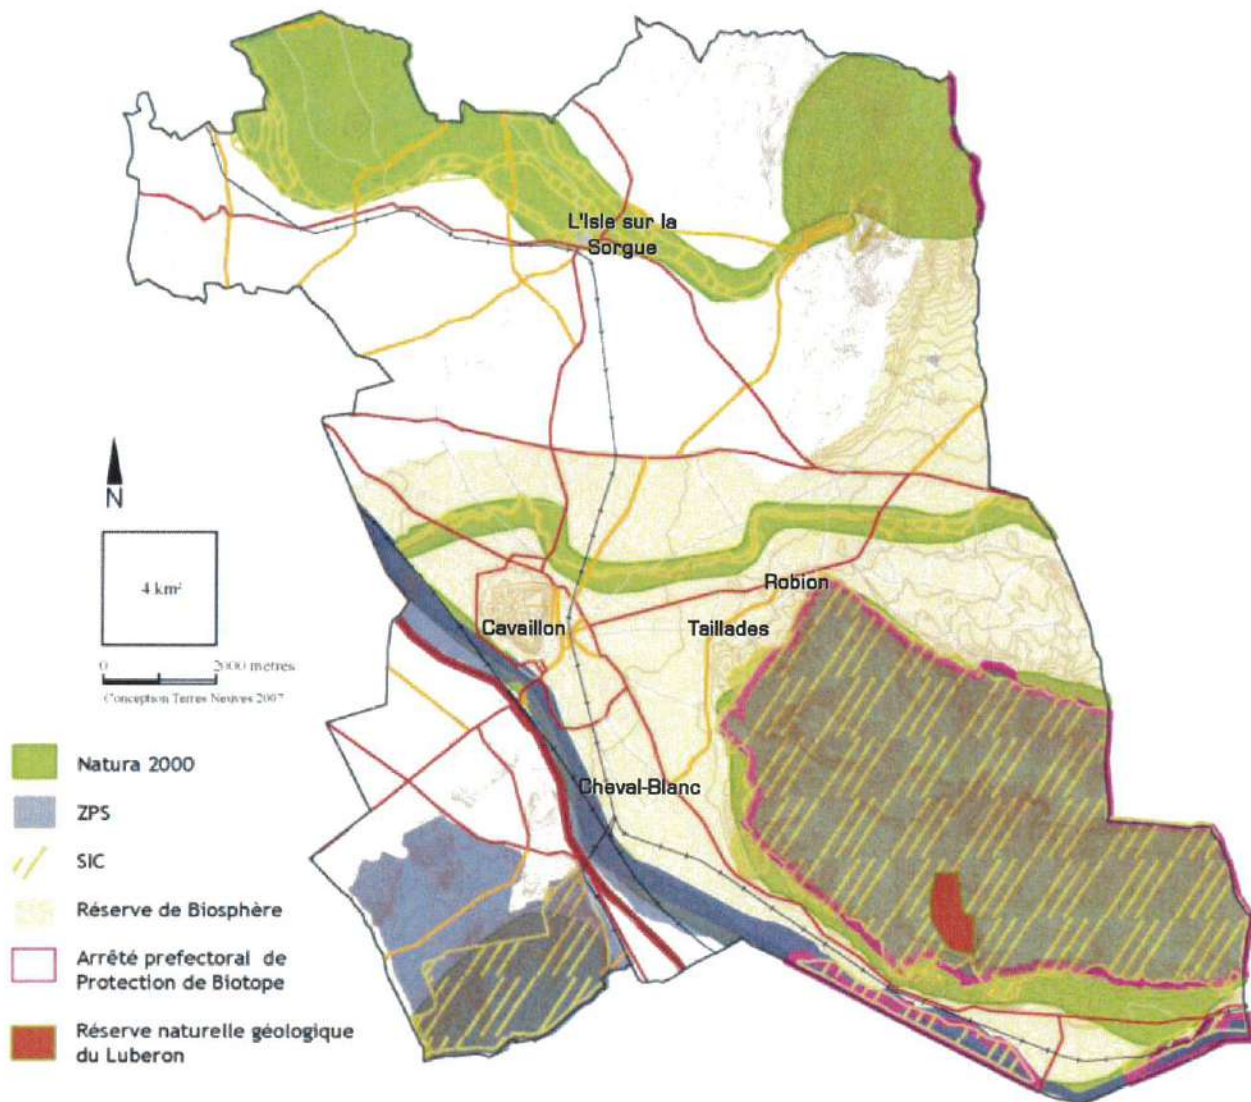 L'Isle sur la
Sorgue
N
4 km²
Robion
Cavaillon
Taillades
0 2000 metres
Conception Terres Neuves 2007
Natura 2000
Cheval-Blanc
ZPS
SIC
Réserve de Biosphère
Arrêté prefectoral de
Protection de Biotope
Réserve naturelle géologique
du Luberon